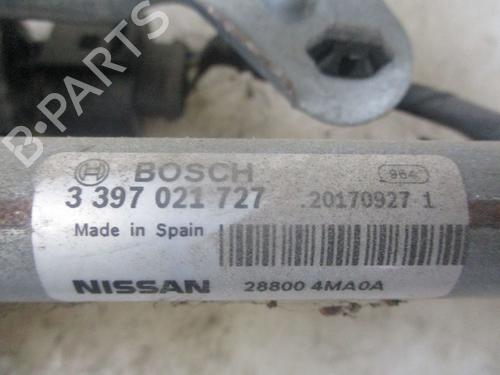 B-PARTS
BOSCH
964
3 397 021 727
.20170927 1
Made in Spain
NISSAN
28800 4MA0A